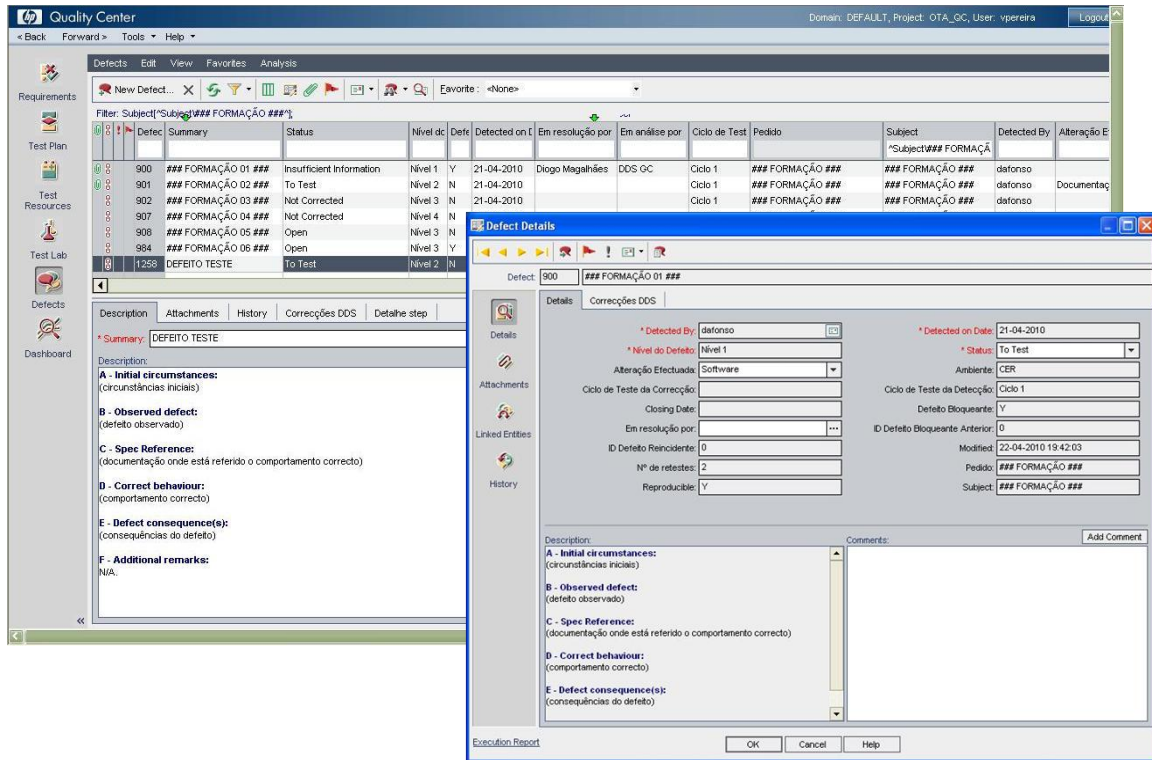 hp Quality Center
Domain: DEFAULT, Project: OTA_QC, User: vpereira
Logout
< Back Forward > Tools Help
Defects Edit View Favorites Analysis
New Defect... Favorite : <None>
Filter: Subject[^Subject\### FORMAÇÃO ###^];
Defec Summary Status Nível dc Defe Detected on Em resolução por Em análise por Ciclo de Test Pedido Subject Detected By Alteração E
^Subject\### FORMAÇÃ
900 ### FORMAÇÃO 01 ### Insufficient Information Nível 1 Y 21-04-2010 Diogo Magalhães DDS GC Ciclo 1 ### FORMAÇÃO ### ### FORMAÇÃO ### dafonso
901 ### FORMAÇÃO 02 ### To Test Nível 2 N 21-04-2010 Ciclo 1 ### FORMAÇÃO ### ### FORMAÇÃO ### dafonso Documentaç
902 ### FORMAÇÃO 03 ### Not Corrected Nível 3 N 21-04-2010 Ciclo 1 ### FORMAÇÃO ### ### FORMAÇÃO ### dafonso
907 ### FORMAÇÃO 04 ### Not Corrected Nível 4 N
908 ### FORMAÇÃO 05 ### Open Nível 3 N
984 ### FORMAÇÃO 06 ### Open Nível 3 Y
1258 DEFEITO TESTE To Test Nível 2 N
Requirements
Test Plan
Test Resources
Test Lab
Defects
Dashboard
«
Description Attachments History Correcções DDS Detalhe step
* Summary: DEFEITO TESTE
Description:
A - Initial circumstances:
(circunstâncias iniciais)
B - Observed defect:
(defeito observado)
C - Spec Reference:
(documentação onde está referido o comportamento correcto)
D - Correct behaviour:
(comportamento correcto)
E - Defect consequence(s):
(consequências do defeito)
F - Additional remarks:
N/A.
Defect Details
Defect: 900 ### FORMAÇÃO 01 ###
Details
Attachments
Linked Entities
History
Details Correcções DDS
* Detected By: dafonso * Detected on Date: 21-04-2010
* Nível do Defeito: Nível 1 * Status: To Test
Alteração Efectuada: Software Ambiente: CER
Ciclo de Teste da Correcção: Ciclo de Teste da Detecção: Ciclo 1
Closing Date: Defeito Bloqueante: Y
Em resolução por: ... ID Defeito Bloqueante Anterior: 0
ID Defeito Reincidente: 0 Modified: 22-04-2010 19:42:03
Nº de retestes: 2 Pedido: ### FORMAÇÃO ###
Reproducible: Y Subject: ### FORMAÇÃO ###
Description: Comments: Add Comment
A - Initial circumstances:
(circunstâncias iniciais)
B - Observed defect:
(defeito observado)
C - Spec Reference:
(documentação onde está referido o comportamento correcto)
D - Correct behaviour:
(comportamento correcto)
E - Defect consequence(s):
(consequências do defeito)
Execution Report OK Cancel Help